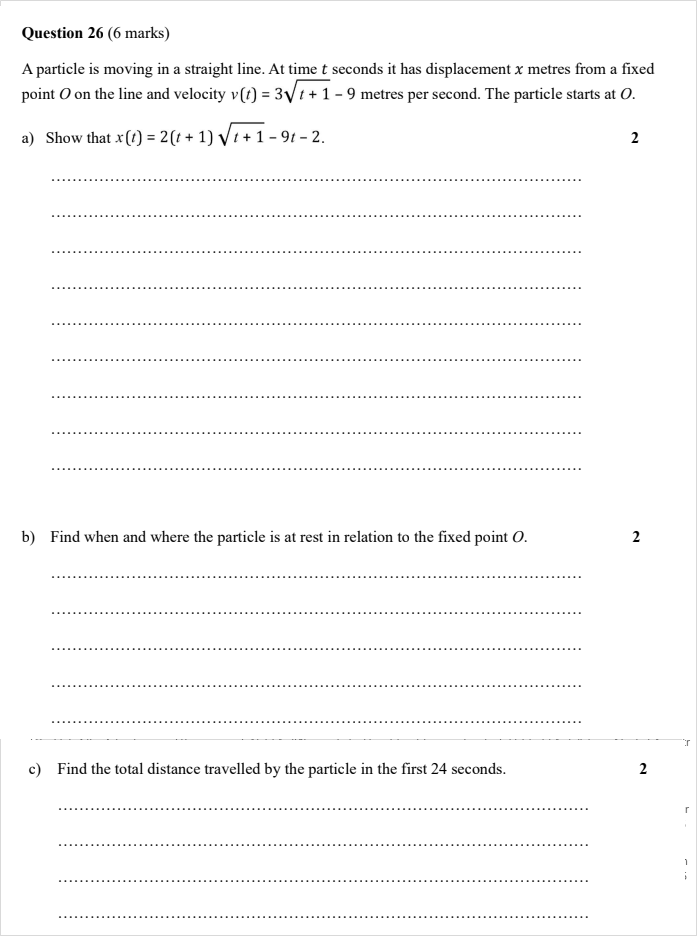 Question 26 (6 marks)
A particle is moving in a straight line. At time t seconds it has displacement x metres from a fixed
point O on the line and velocity v(t) = 3√(t + 1) – 9 metres per second. The particle starts at O.
a) Show that x(t) = 2(t + 1) √(t + 1) – 9t – 2. 2
b) Find when and where the particle is at rest in relation to the fixed point O. 2
c) Find the total distance travelled by the particle in the first 24 seconds. 2